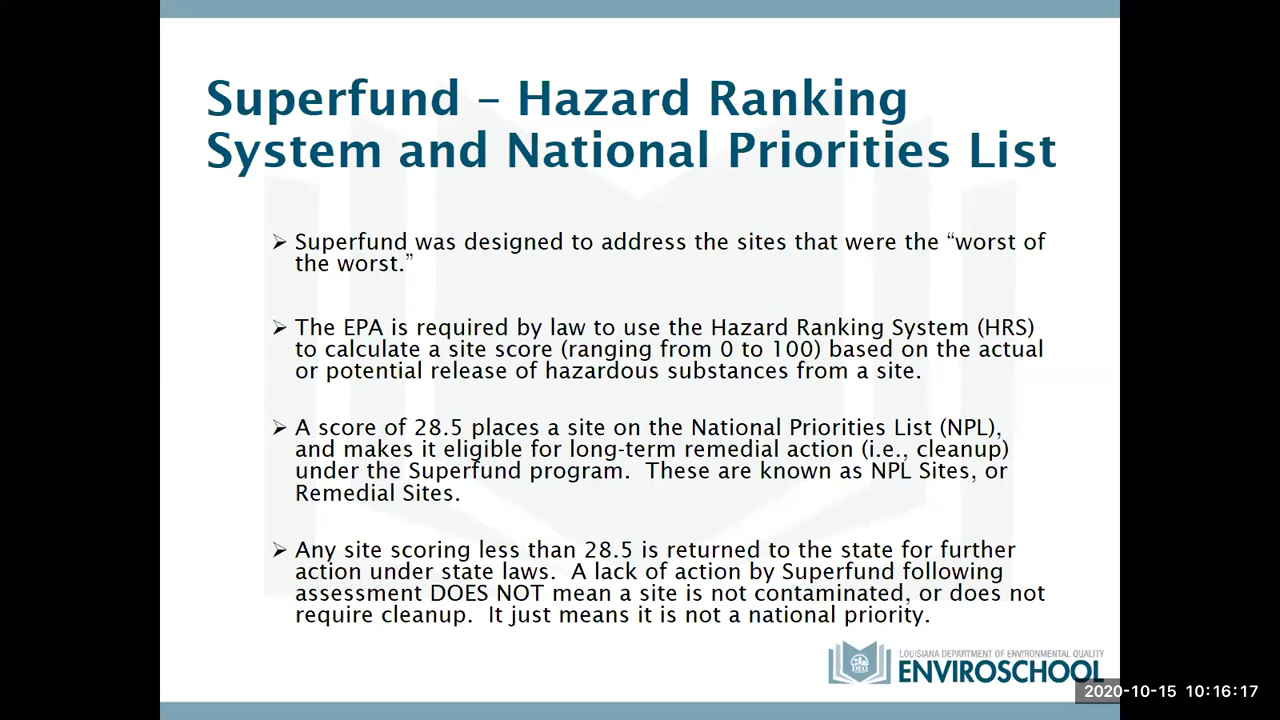 Superfund – Hazard Ranking
System and National Priorities List
➢ Superfund was designed to address the sites that were the “worst of
the worst.”
➢ The EPA is required by law to use the Hazard Ranking System (HRS)
to calculate a site score (ranging from 0 to 100) based on the actual
or potential release of hazardous substances from a site.
➢ A score of 28.5 places a site on the National Priorities List (NPL),
and makes it eligible for long-term remedial action (i.e., cleanup)
under the Superfund program.  These are known as NPL Sites, or
Remedial Sites.
➢ Any site scoring less than 28.5 is returned to the state for further
action under state laws.  A lack of action by Superfund following
assessment DOES NOT mean a site is not contaminated, or does not
require cleanup.  It just means it is not a national priority.
LOUISIANA DEPARTMENT OF ENVIRONMENTAL QUALITY
DEQ
ENVIROSCHOOL
2020-10-15 10:16:17